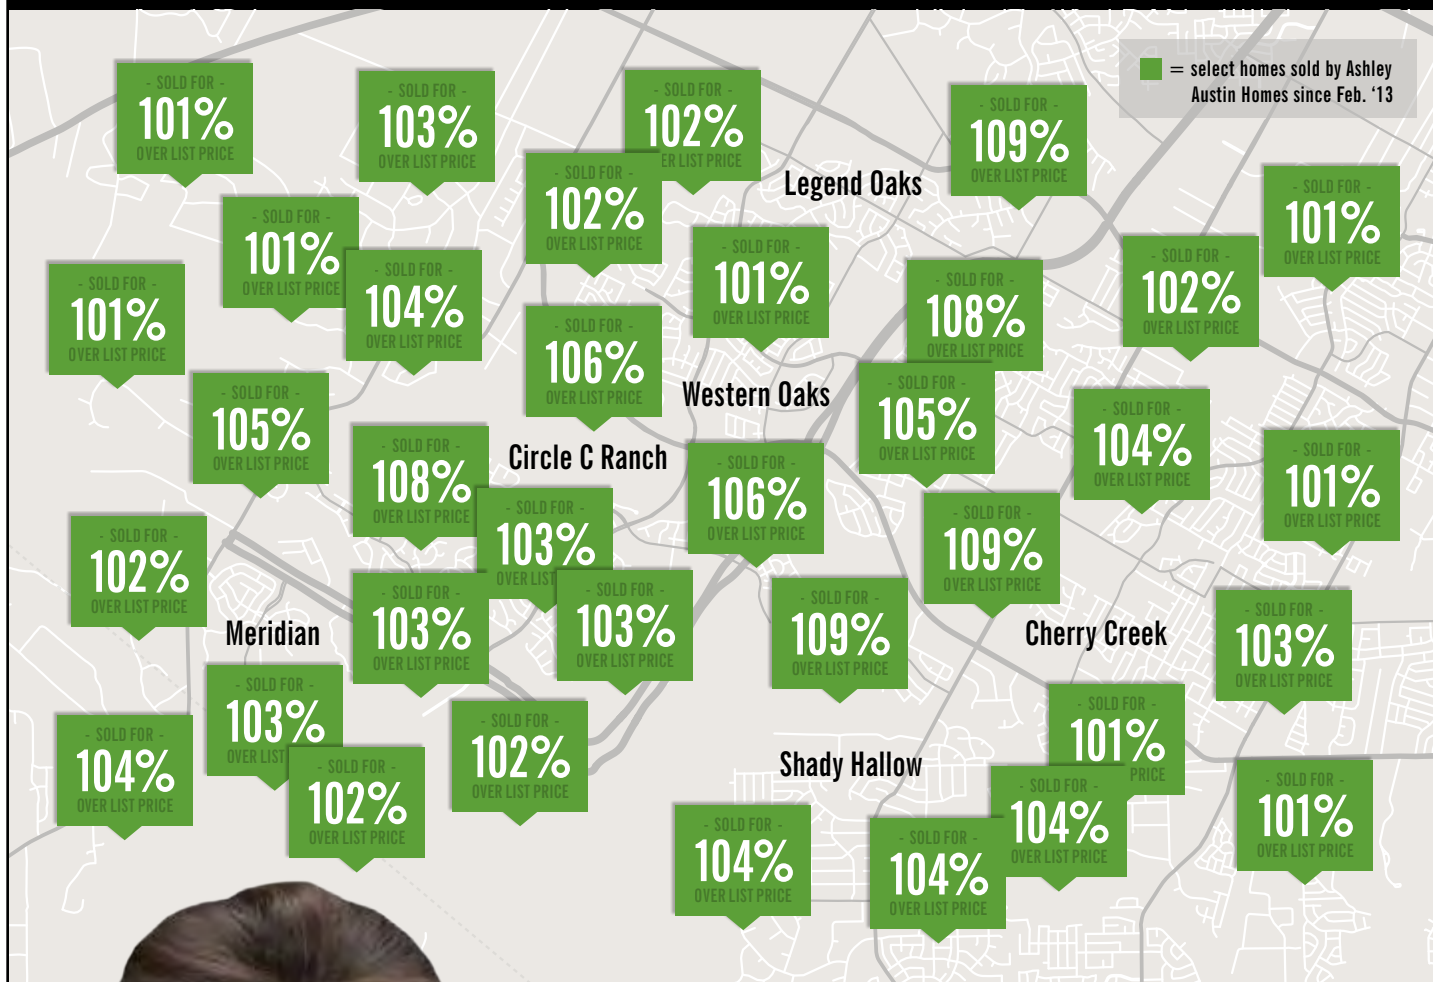 = select homes sold by Ashley
Austin Homes since Feb. ‘13
- SOLD FOR -
101%
OVER LIST PRICE
- SOLD FOR -
103%
OVER LIST PRICE
- SOLD FOR -
102%
LIST PRICE
- SOLD FOR -
109%
OVER LIST PRICE
- SOLD FOR -
102%
OVER LIST PRICE
Legend Oaks
- SOLD FOR -
101%
OVER LIST PRICE
- SOLD FOR -
101%
OVER LIST PRICE
- SOLD FOR -
101%
OVER LIST PRICE
- SOLD FOR -
102%
OVER LIST PRICE
- SOLD FOR -
104%
OVER LIST PRICE
- SOLD FOR -
108%
OVER LIST PRICE
- SOLD FOR -
101%
OVER LIST PRICE
- SOLD FOR -
106%
OVER LIST PRICE
Western Oaks
- SOLD FOR -
105%
OVER LIST PRICE
- SOLD FOR -
105%
OVER LIST PRICE
- SOLD FOR -
104%
OVER LIST PRICE
Circle C Ranch
- SOLD FOR -
108%
OVER LIST PRICE
- SOLD FOR -
101%
OVER LIST PRICE
- SOLD FOR -
106%
OVER LIST PRICE
- SOLD FOR -
103%
OVER LIST
- SOLD FOR -
109%
OVER LIST PRICE
- SOLD FOR -
102%
OVER LIST PRICE
Meridian
- SOLD FOR -
103%
OVER LIST PRICE
- SOLD FOR -
103%
OVER LIST PRICE
- SOLD FOR -
109%
OVER LIST PRICE
Cherry Creek
- SOLD FOR -
103%
OVER LIST PRICE
- SOLD FOR -
103%
OVER LIST
- SOLD FOR -
101%
PRICE
- SOLD FOR -
102%
OVER LIST PRICE
- SOLD FOR -
104%
OVER LIST PRICE
Shady Hallow
- SOLD FOR -
102%
OVER LIST PRICE
- SOLD FOR -
104%
OVER LIST PRICE
- SOLD FOR -
101%
OVER LIST PRICE
- SOLD FOR -
104%
OVER LIST PRICE
- SOLD FOR -
104%
OVER LIST PRICE